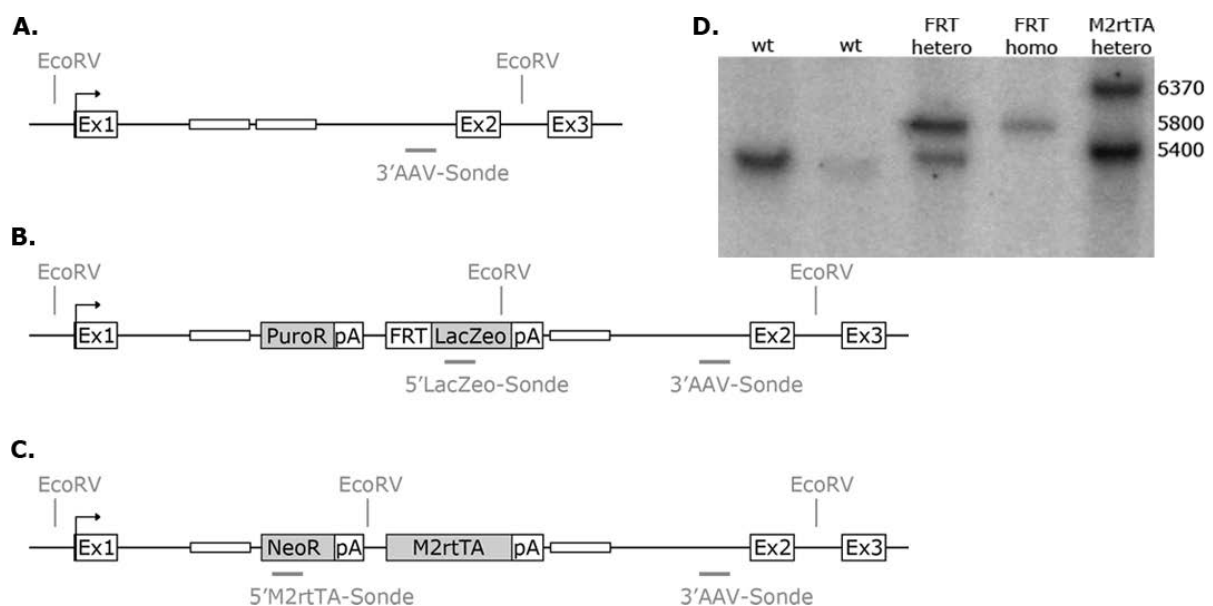 A.
EcoRV EcoRV
Ex1 Ex2 Ex3
3'AAV-Sonde
D.
wt wt FRT hetero FRT homo M2rtTA hetero
6370
5800
5400
B.
EcoRV EcoRV EcoRV
Ex1 PuroR pA FRT LacZeo pA Ex2 Ex3
5'LacZeo-Sonde 3'AAV-Sonde
C.
EcoRV EcoRV EcoRV
Ex1 NeoR pA M2rtTA pA Ex2 Ex3
5'M2rtTA-Sonde 3'AAV-Sonde